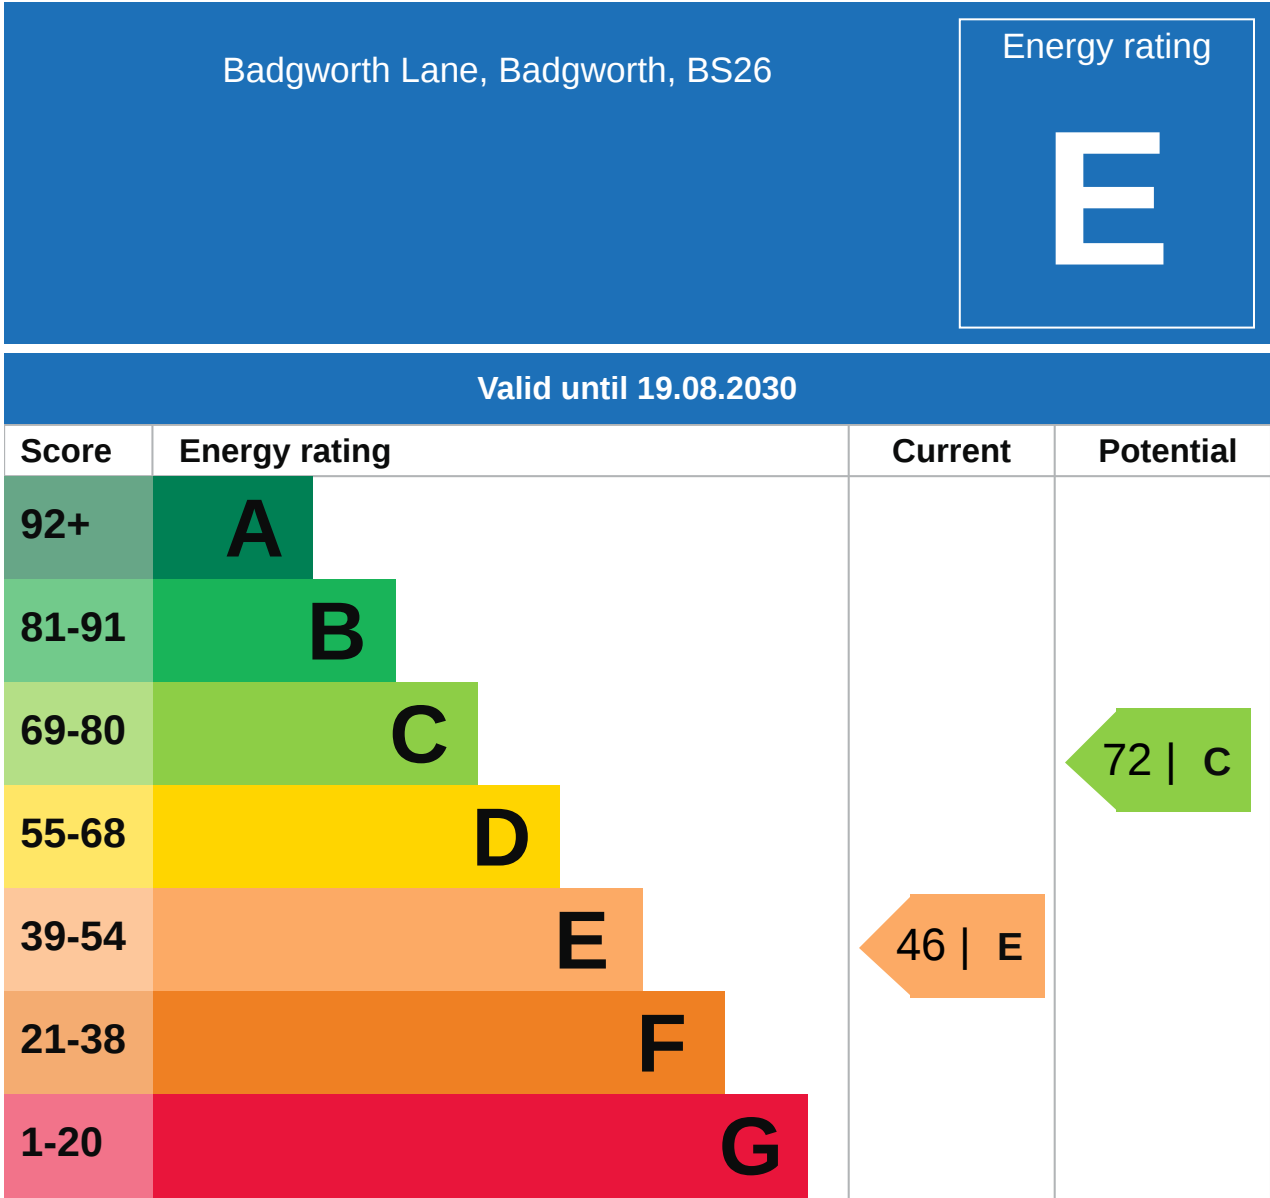 Badgworth Lane, Badgworth, BS26
Energy rating
E
Valid until 19.08.2030
Score Energy rating Current Potential
92+ A
81-91 B
69-80 C
72 | C
55-68 D
39-54 E
46 | E
21-38 F
1-20 G